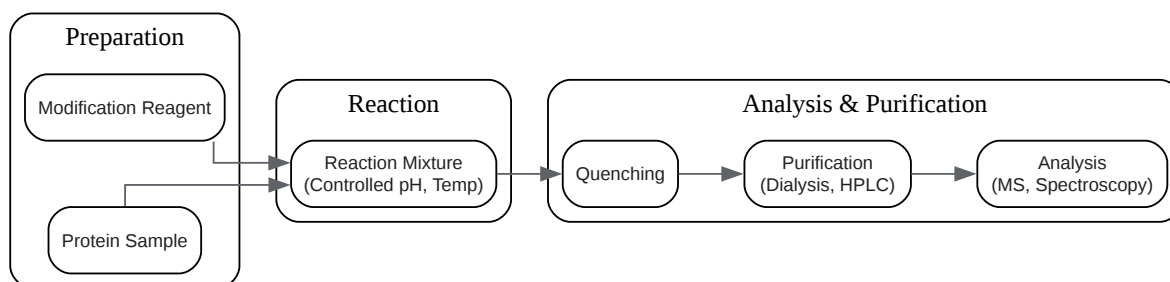 Preparation
Modification Reagent
Protein Sample
Reaction
Reaction Mixture
(Controlled pH, Temp)
Analysis & Purification
Quenching
Purification
(Dialysis, HPLC)
Analysis
(MS, Spectroscopy)